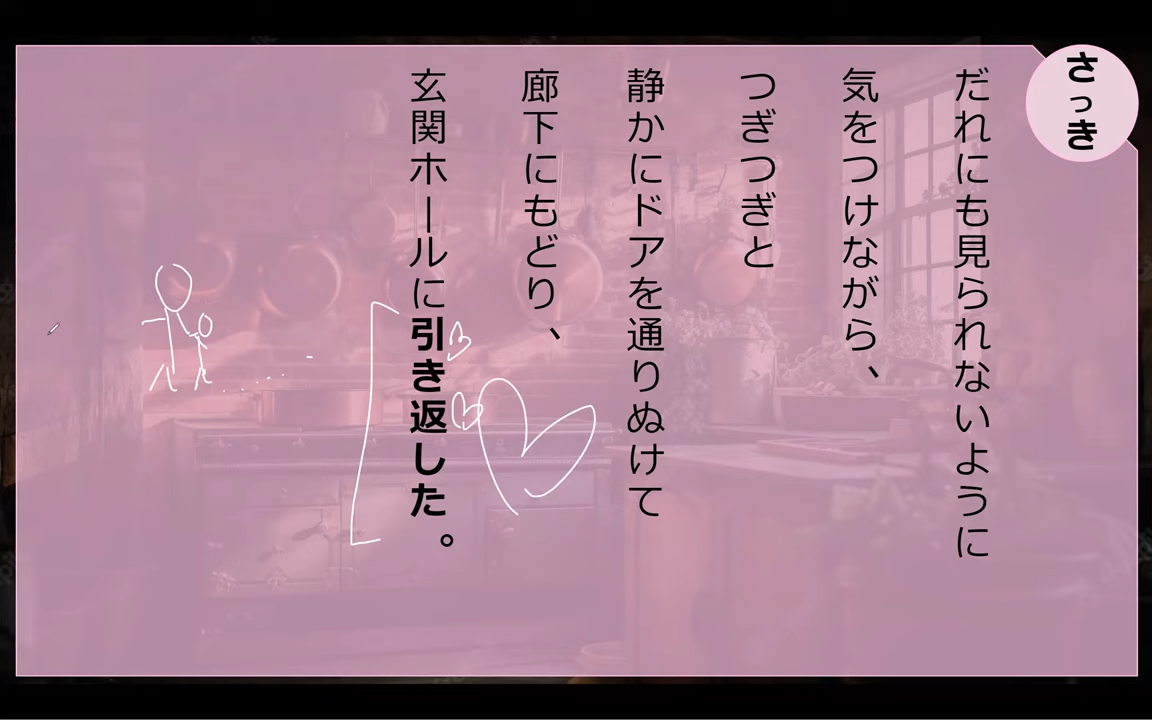 さっき
だれにも見られないように
気をつけながら、
つぎつぎと
静かにドアを通りぬけて
廊下にもどり、
玄関ホールに引き返した。